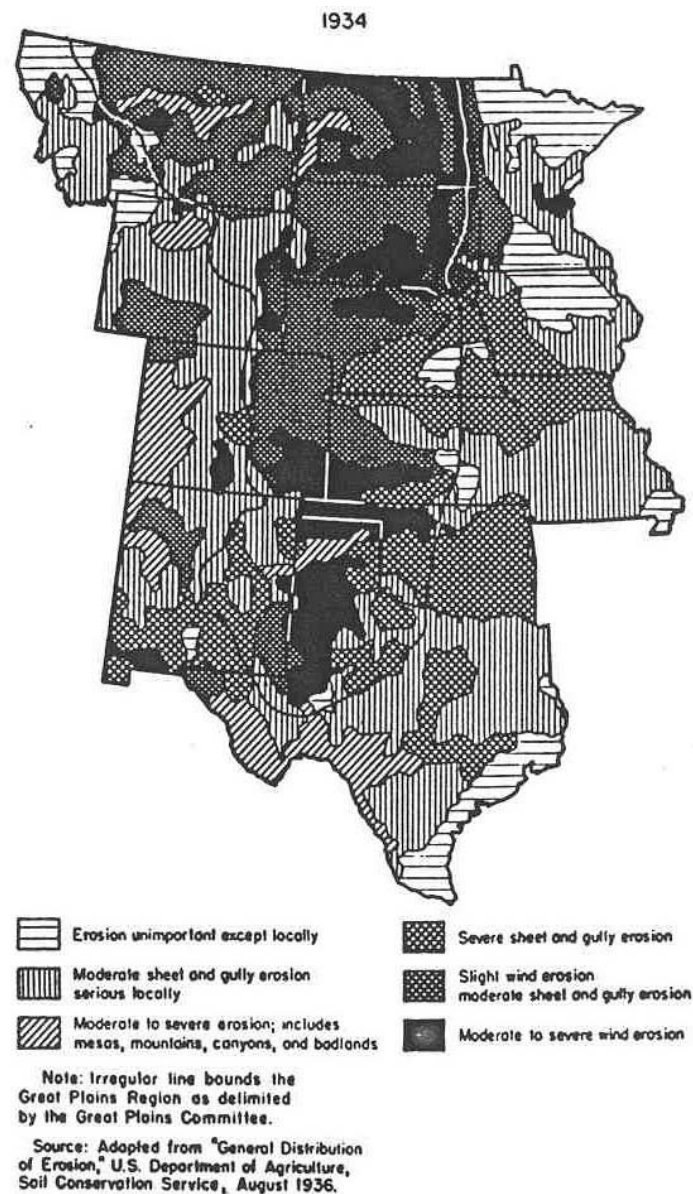 1934
Erosion unimportant except locally
Moderate sheet and gully erosion
serious locally
Moderate to severe erosion; includes
mesas, mountains, canyons, and badlands
Severe sheet and gully erosion
Slight wind erosion
moderate sheet and gully erosion
Moderate to severe wind erosion
Note: Irregular line bounds the
Great Plains Region as delimited
by the Great Plains Committee.
Source: Adapted from "General Distribution
of Erosion," U.S. Department of Agriculture,
Soil Conservation Service, August 1936.